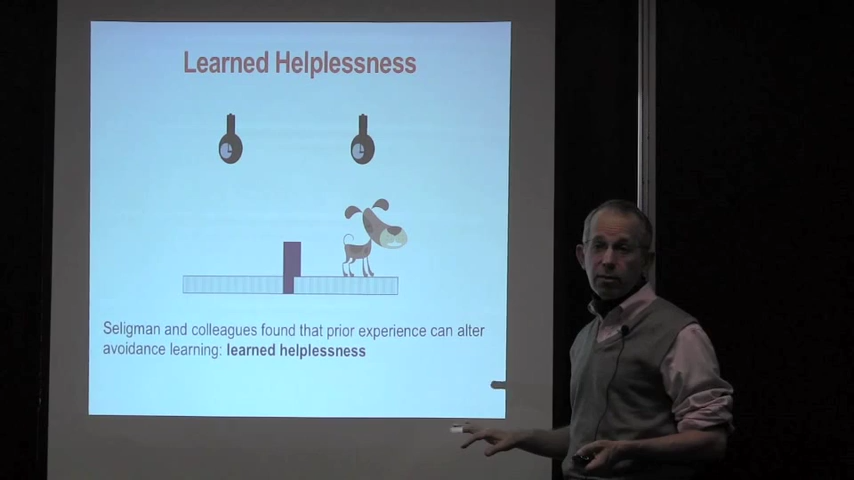 Learned Helplessness
Seligman and colleagues found that prior experience can alter
avoidance learning: learned helplessness